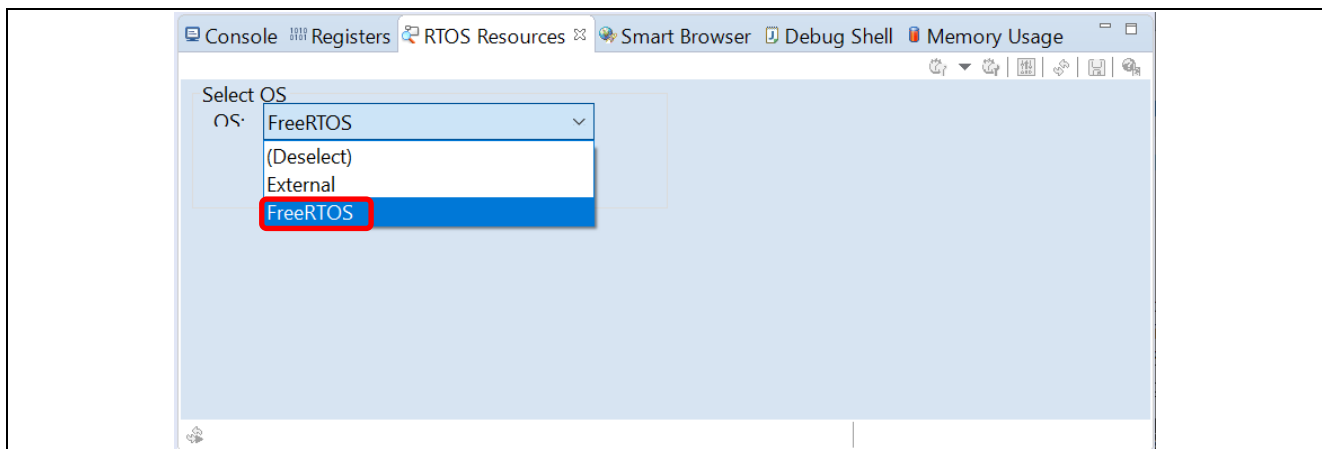 Console Registers RTOS Resources Smart Browser Debug Shell Memory Usage
Select OS
OS: FreeRTOS
(Deselect)
External
FreeRTOS